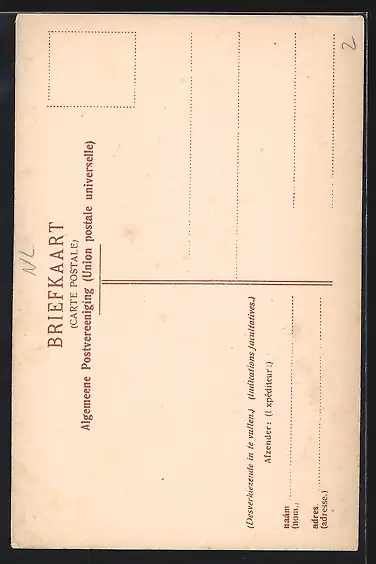 BRIEFKAART
(CARTE POSTALE)
Algemeene Postvereeniging (Union postale universelle)
(Desverkiezende in te vullen.) (Indications facultatives.)
Afzender: (Expéditeur:)
naam
(nom.)
adres
(adresse.)
NL
2